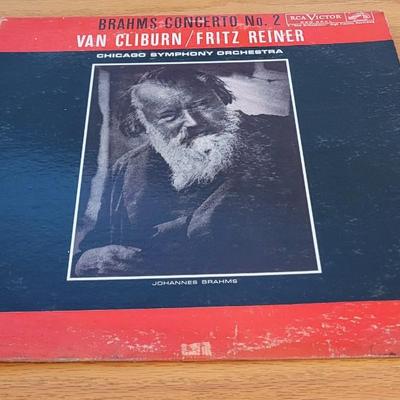 BRAHMS CONCERTO No. 2
RCA VICTOR
VAN CLIBURN/FRITZ REINER
CHICAGO SYMPHONY ORCHESTRA
JOHANNES BRAHMS